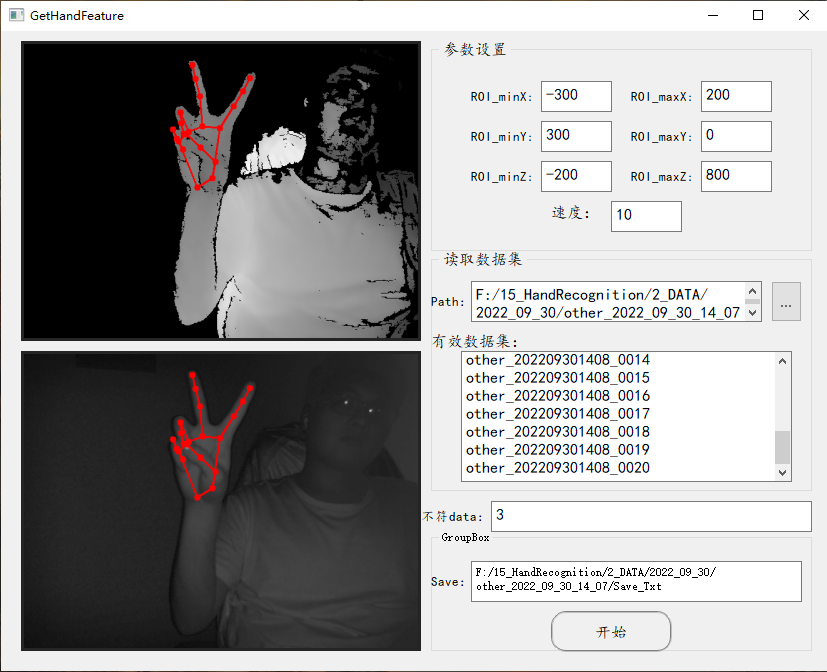 GetHandFeature
参数设置
ROI_minX: -300 ROI_maxX: 200
ROI_minY: 300 ROI_maxY: 0
ROI_minZ: -200 ROI_maxZ: 800
速度: 10
读取数据集
Path: F:/15_HandRecognition/2_DATA/
2022_09_30/other_2022_09_30_14_07
...
有效数据集:
other_202209301408_0014
other_202209301408_0015
other_202209301408_0016
other_202209301408_0017
other_202209301408_0018
other_202209301408_0019
other_202209301408_0020
不符data: 3
GroupBox
Save: F:/15_HandRecognition/2_DATA/2022_09_30/
other_2022_09_30_14_07/Save_Txt
开始